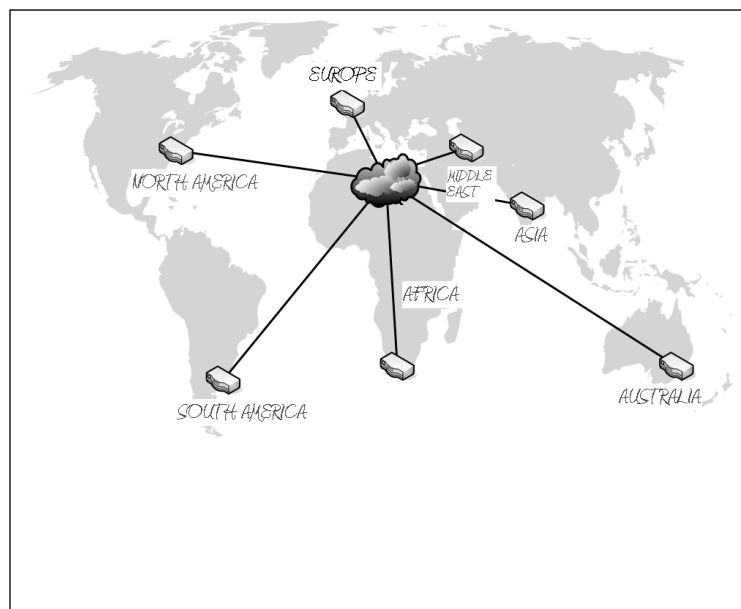 EUROPE
NORTH AMERICA
MIDDLE
EAST
ASIA
AFRICA
SOUTH AMERICA
AUSTRALIA